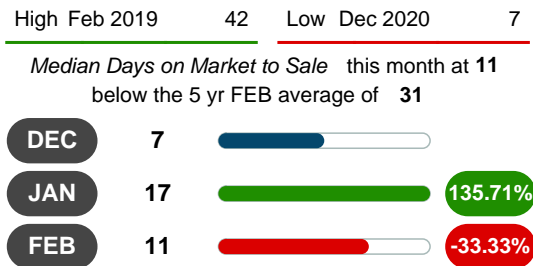 High Feb 2019 42 Low Dec 2020 7
Median Days on Market to Sale this month at 11
below the 5 yr FEB average of 31
DEC 7
JAN 17 135.71%
FEB 11 -33.33%